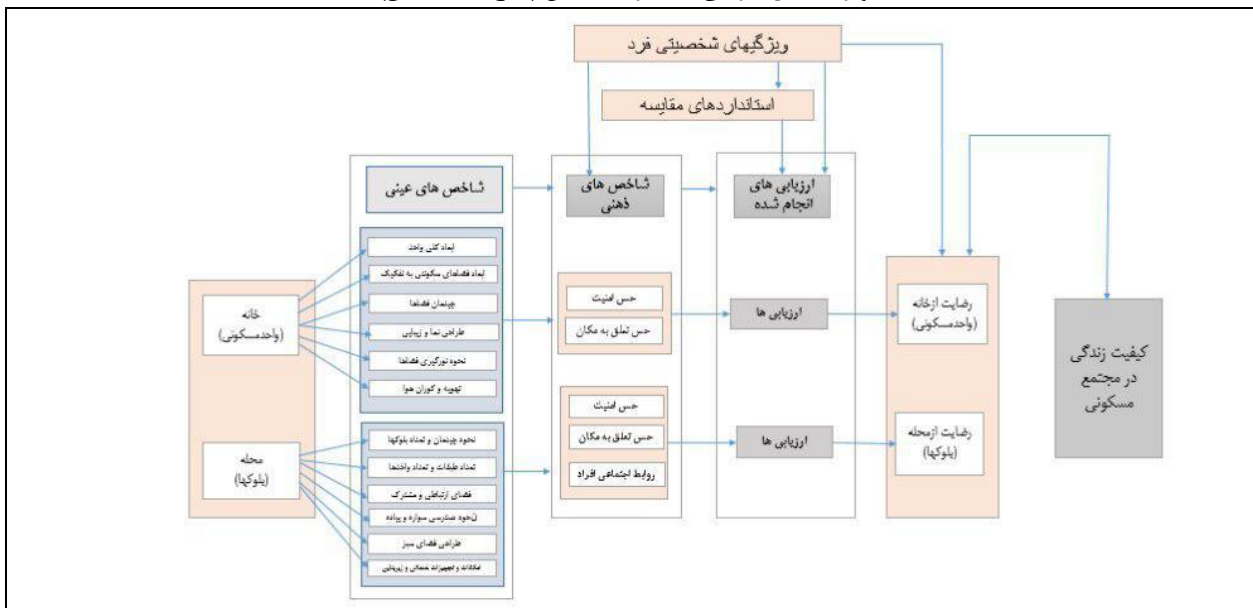 ویژگیهای شخصیتی فرد
استانداردهای مقایسه
شاخص های عینی
شاخص های
ذهنی
ارزیابی های
انجام شده
ابعاد کلی واحد
ابعاد فضاهای سکونتی به تفکیک
چیدمان فضاها
طراحی نما و زیبایی
نحوه نورگیری فضاها
تهویه و کوران هوا
خانه
(واحدمسکونی)
حس امنیت
حس تعلق به مکان
ارزیابی ها
رضایت ازخانه
(واحدمسکونی)
کیفیت زندگی
در مجتمع
مسکونی
محله
(بلوکها)
نحوه چیدمان و تعداد بلوکها
تعداد طبقات و تعداد واحدها
فضای ارتباطی و مشترک
نحوه دسترسی سواره و پیاده
طراحی فضای سبز
و تجهیزات خدماتی و زیربنایی
حس امنیت
حس تعلق به مکان
روابط اجتماعی افراد
ارزیابی ها
رضایت ازمحله
(بلوکها)